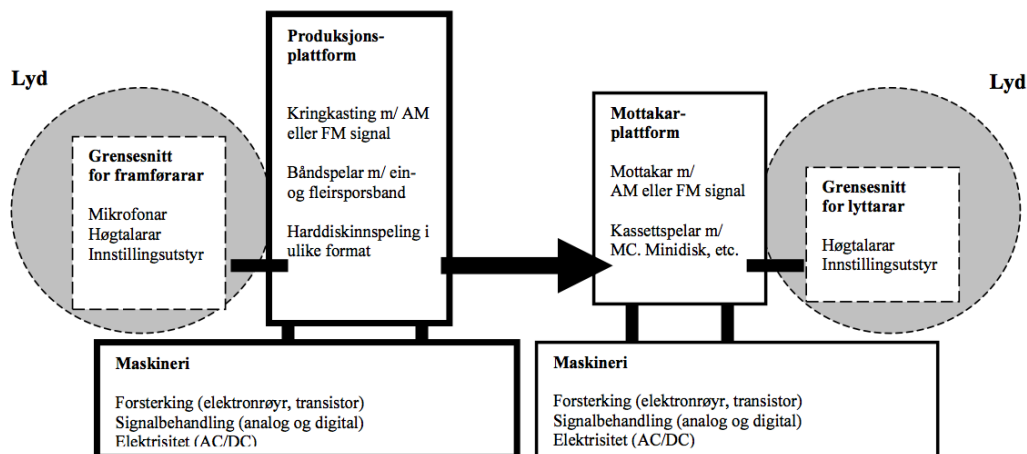 Lyd
Grensesnitt
for framførarar
Mikrofonar
Høgtalarar
Innstillingsutstyr
Produksjons-
plattform
Kringkasting m/ AM
eller FM signal
Båndspelar m/ ein-
og fleirsporsband
Harddiskinnspeling i
ulike format
Maskineri
Forsterking (elektronrøyr, transistor)
Signalbehandling (analog og digital)
Elektrisitet (AC/DC)
Mottakar-
plattform
Mottakar m/
AM eller FM signal
Kassettspelar m/
MC. Minidisk, etc.
Lyd
Grensesnitt
for lyttarar
Høgtalarar
Innstillingsutstyr
Maskineri
Forsterking (elektronrøyr, transistor)
Signalbehandling (analog og digital)
Elektrisitet (AC/DC)